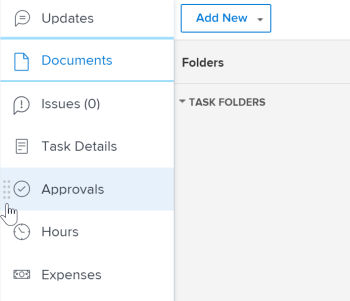 Updates
Documents
Issues (0)
Task Details
Approvals
Hours
Expenses
Add New
Folders
TASK FOLDERS